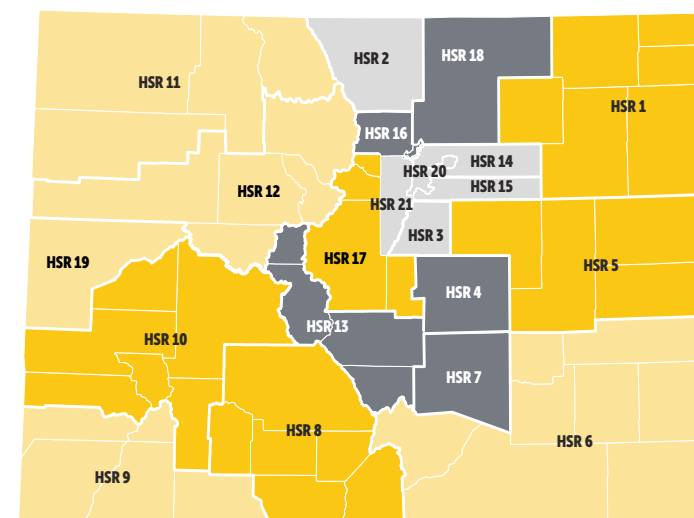 HSR 2
HSR 18
HSR 11
HSR 1
HSR 16
HSR 14
HSR 20
HSR 15
HSR 12
HSR 21
HSR 3
HSR 19
HSR 17
HSR 5
HSR 4
HSR 13
HSR 10
HSR 7
HSR 8
HSR 6
HSR 9